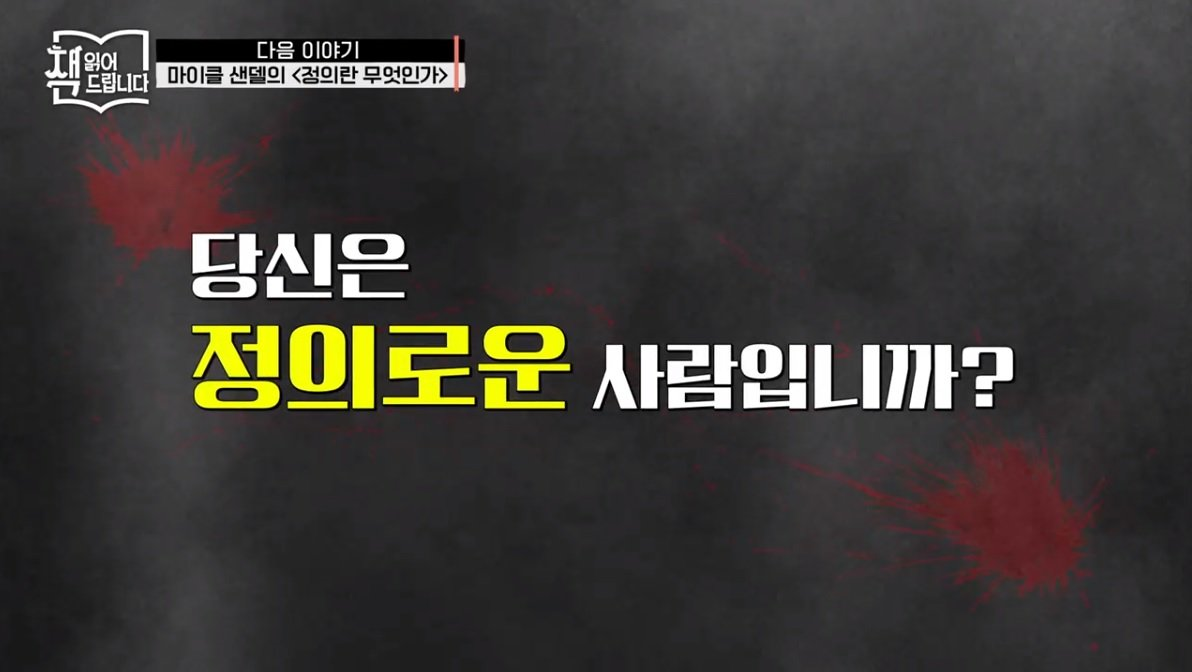 책 읽어
드립니다
다음 이야기
마이클 샌델의 <정의란 무엇인가>
당신은
정의로운 사람입니까?